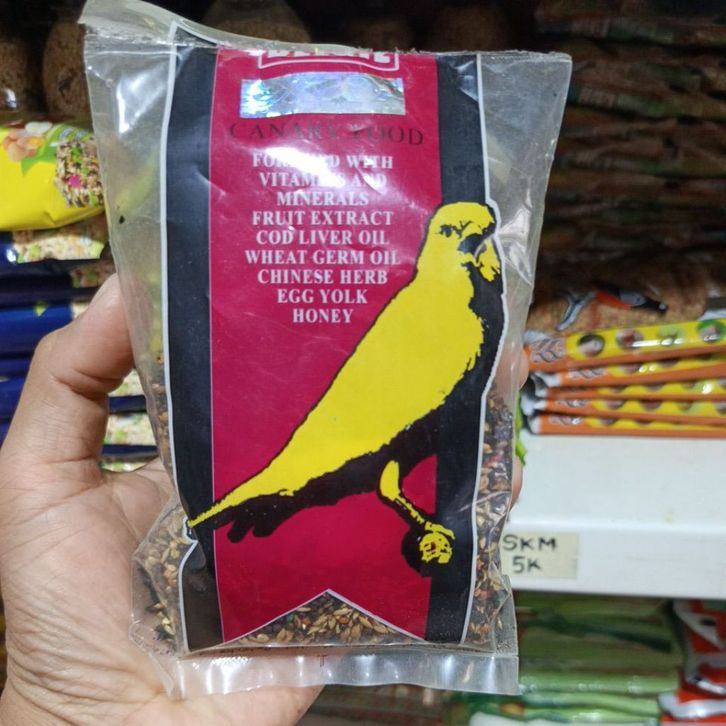 CANARY FOOD
FORTIFIED WITH
VITAMINS AND
MINERALS
FRUIT EXTRACT
COD LIVER OIL
WHEAT GERM OIL
CHINESE HERB
EGG YOLK
HONEY
SKM
5K